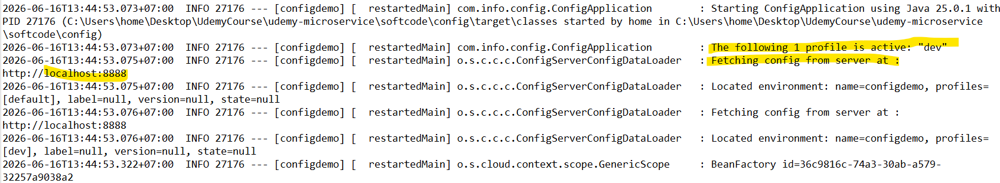 2026-06-16T13:44:53.073+07:00  INFO 27176 --- [configdemo] [  restartedMain] com.info.config.ConfigApplication        : Starting ConfigApplication using Java 25.0.1 with
PID 27176 (C:\Users\home\Desktop\UdemyCourse\udemy-microservice\softcode\config\target\classes started by home in C:\Users\home\Desktop\UdemyCourse\udemy-microservice
\softcode\config)
2026-06-16T13:44:53.073+07:00  INFO 27176 --- [configdemo] [  restartedMain] com.info.config.ConfigApplication        : The following 1 profile is active: "dev"
2026-06-16T13:44:53.075+07:00  INFO 27176 --- [configdemo] [  restartedMain] o.s.c.c.c.ConfigServerConfigDataLoader   : Fetching config from server at :
http://localhost:8888
2026-06-16T13:44:53.075+07:00  INFO 27176 --- [configdemo] [  restartedMain] o.s.c.c.c.ConfigServerConfigDataLoader   : Located environment: name=configdemo, profiles=
[default], label=null, version=null, state=null
2026-06-16T13:44:53.076+07:00  INFO 27176 --- [configdemo] [  restartedMain] o.s.c.c.c.ConfigServerConfigDataLoader   : Fetching config from server at :
http://localhost:8888
2026-06-16T13:44:53.076+07:00  INFO 27176 --- [configdemo] [  restartedMain] o.s.c.c.c.ConfigServerConfigDataLoader   : Located environment: name=configdemo, profiles=
[dev], label=null, version=null, state=null
2026-06-16T13:44:53.322+07:00  INFO 27176 --- [configdemo] [  restartedMain] o.s.cloud.context.scope.GenericScope     : BeanFactory id=36c9816c-74a3-30ab-a579-
32257a9038a2